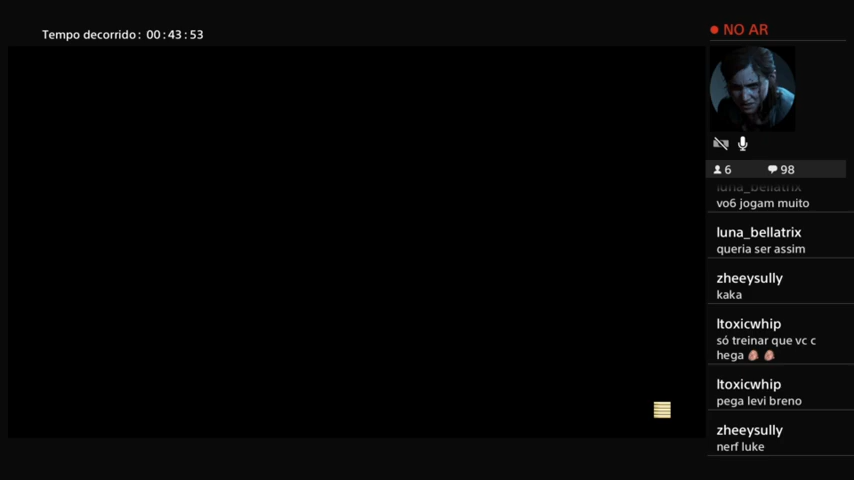 Tempo decorrido: 00:43:53
NO AR
6 98
luna_bellatrix
vo6 jogam muito
luna_bellatrix
queria ser assim
zheeysully
kaka
ltoxicwhip
só treinar que vc c
hega
ltoxicwhip
pega levi breno
zheeysully
nerf luke